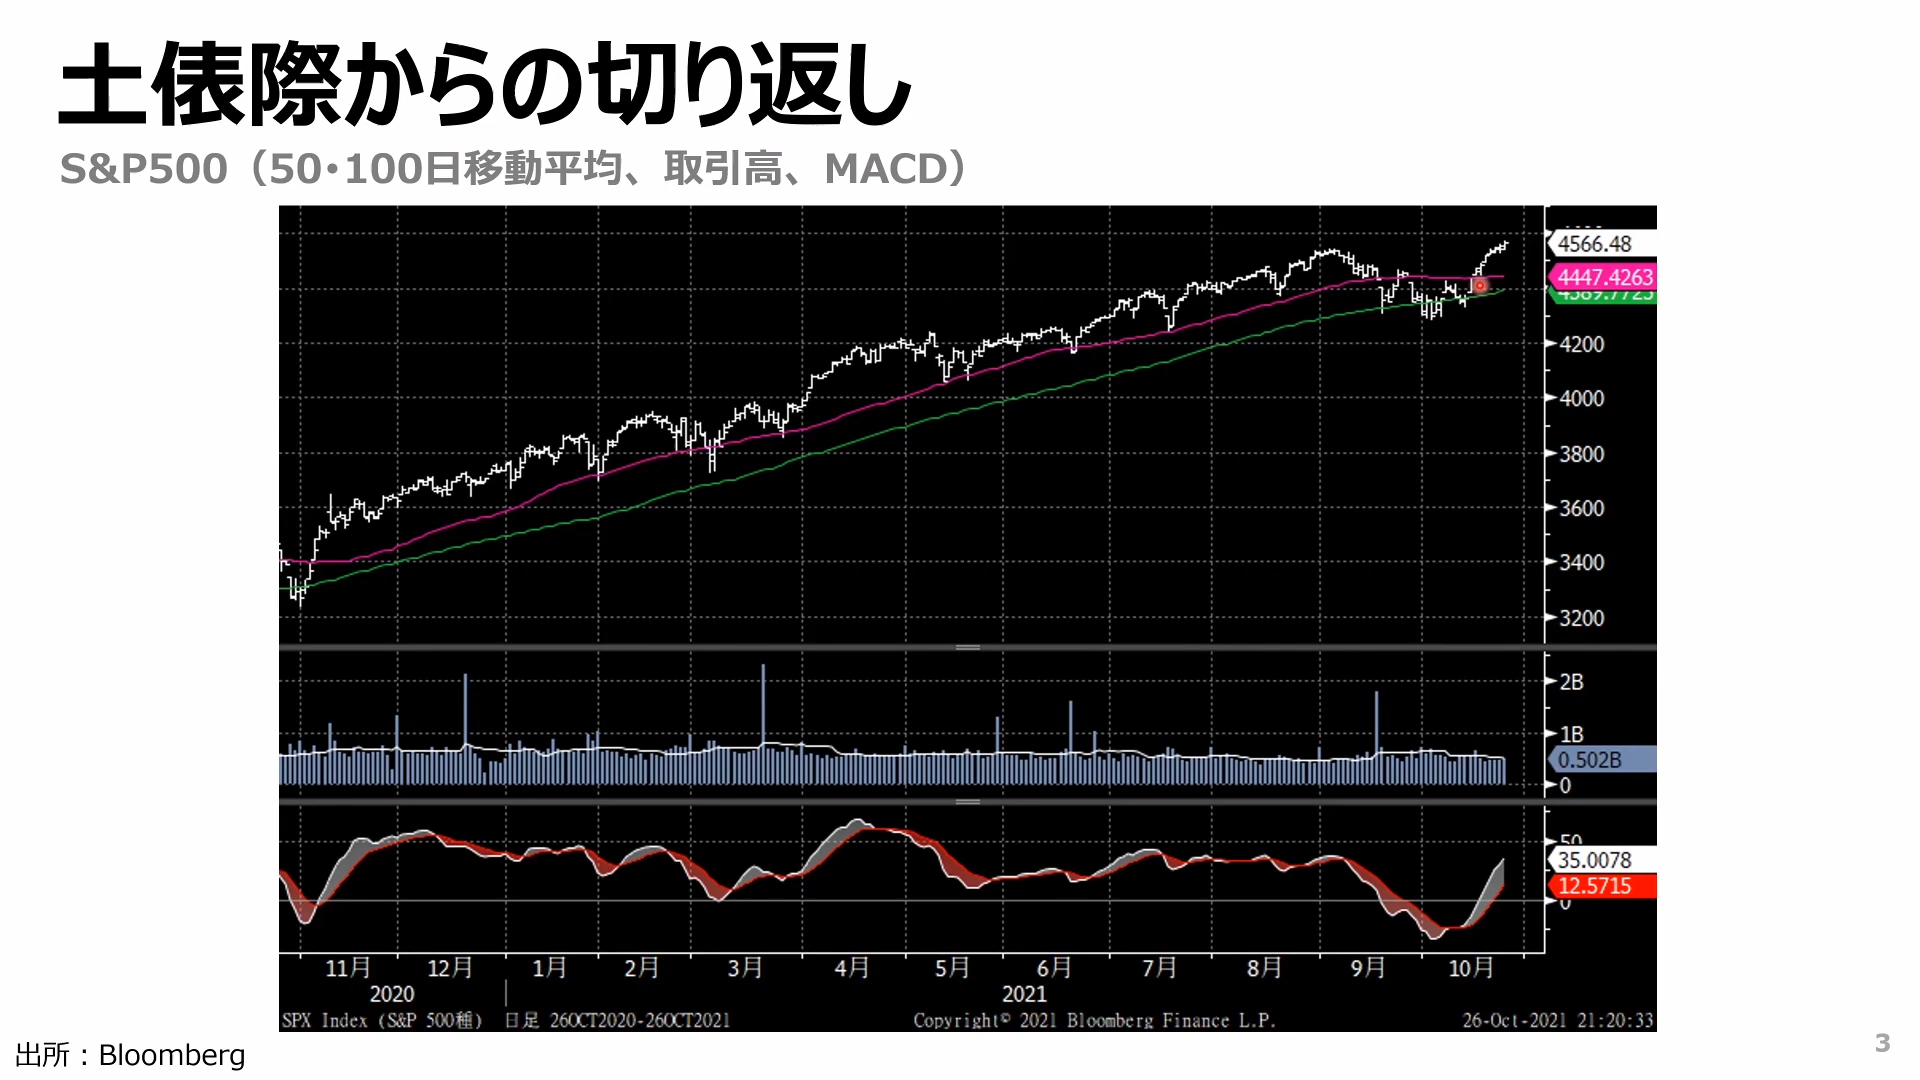 土俵際からの切り返し
S&P500（50･100日移動平均、取引高、MACD）
4566.48
4447.4263
4200
4000
3800
3600
3400
3200
2B
1B
0.502B
0
50
35.0078
12.5715
0
11月 12月 1月 2月 3月 4月 5月 6月 7月 8月 9月 10月
2020 2021
SPX Index (S&P 500種) 日足 26OCT2020-26OCT2021 Copyright© 2021 Bloomberg Finance L.P. 26-Oct-2021 21:20:33
出所：Bloomberg
3